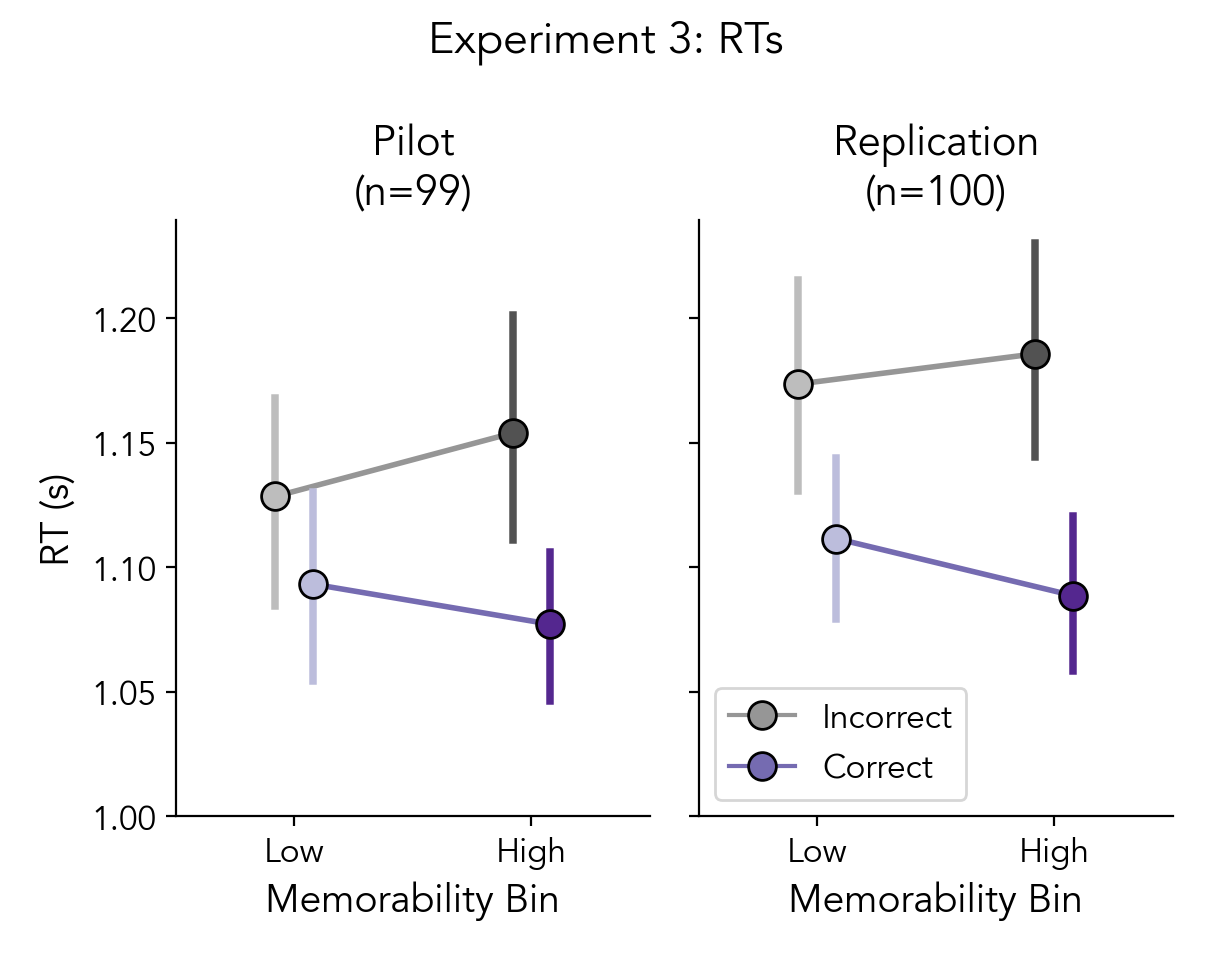 Experiment 3: RTs
Pilot
(n=99)
Replication
(n=100)
RT (s)
1.20
1.15
1.10
1.05
1.00
Low
High
Memorability Bin
Incorrect
Correct
Low
High
Memorability Bin